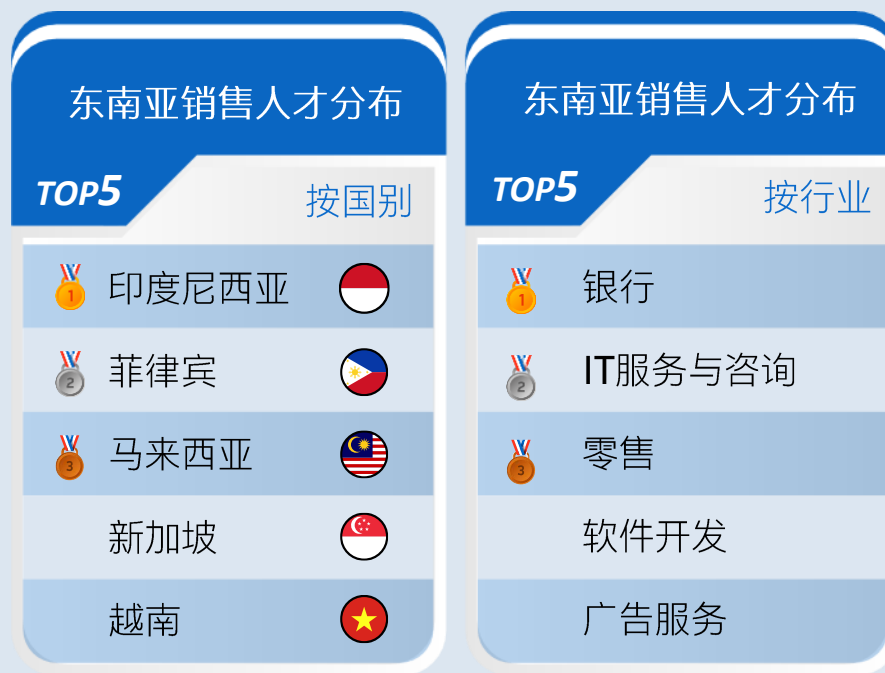 东南亚销售人才分布
TOP5
按国别
1 印度尼西亚
2 菲律宾
3 马来西亚
新加坡
越南
东南亚销售人才分布
TOP5
按行业
1 银行
2 IT服务与咨询
3 零售
软件开发
广告服务